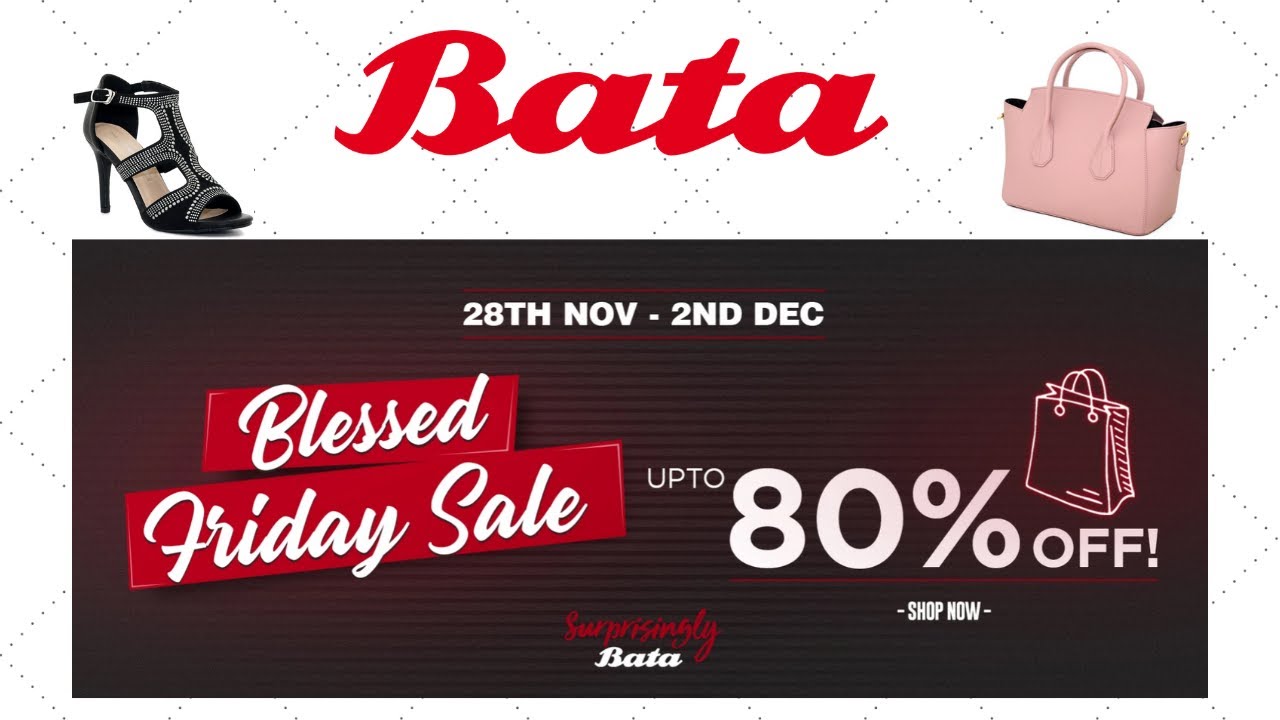 Bata
28TH NOV - 2ND DEC
Blessed
Friday Sale
UPTO
80% OFF!
- SHOP NOW -
Surprisingly
Bata